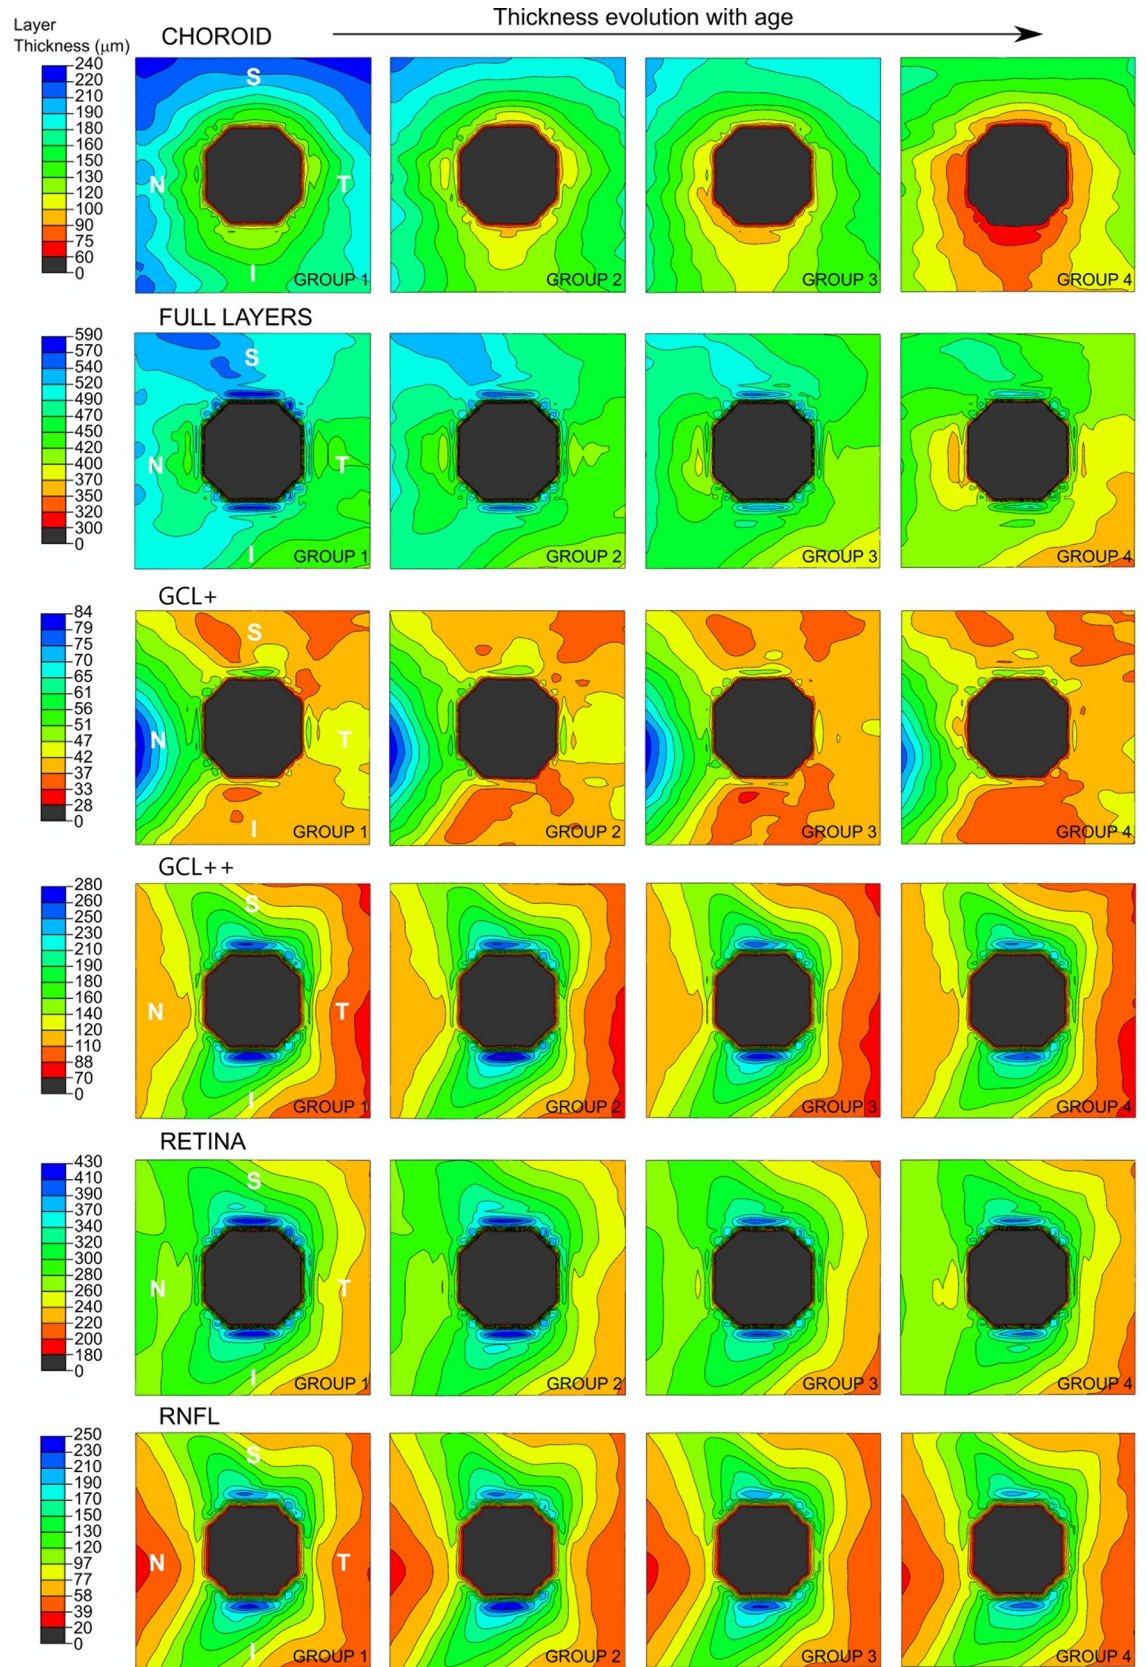 Thickness evolution with age
Layer
Thickness (μm)
CHOROID
240
220
210
190
180
160
150
130
120
100
90
75
60
0
S
N
T
I
GROUP 1
GROUP 2
GROUP 3
GROUP 4
FULL LAYERS
590
570
540
520
490
470
450
420
400
370
350
320
300
0
S
N
T
I
GROUP 1
GROUP 2
GROUP 3
GROUP 4
GCL+
84
79
75
70
65
61
56
51
47
42
37
33
28
0
S
N
T
I
GROUP 1
GROUP 2
GROUP 3
GROUP 4
GCL++
280
260
250
230
210
190
180
160
140
120
110
88
70
0
S
N
T
I
GROUP 1
GROUP 2
GROUP 3
GROUP 4
RETINA
430
410
390
370
340
320
300
280
260
240
220
200
180
0
S
N
T
I
GROUP 1
GROUP 2
GROUP 3
GROUP 4
RNFL
250
230
210
190
170
150
130
120
97
77
58
39
20
0
S
N
T
I
GROUP 1
GROUP 2
GROUP 3
GROUP 4